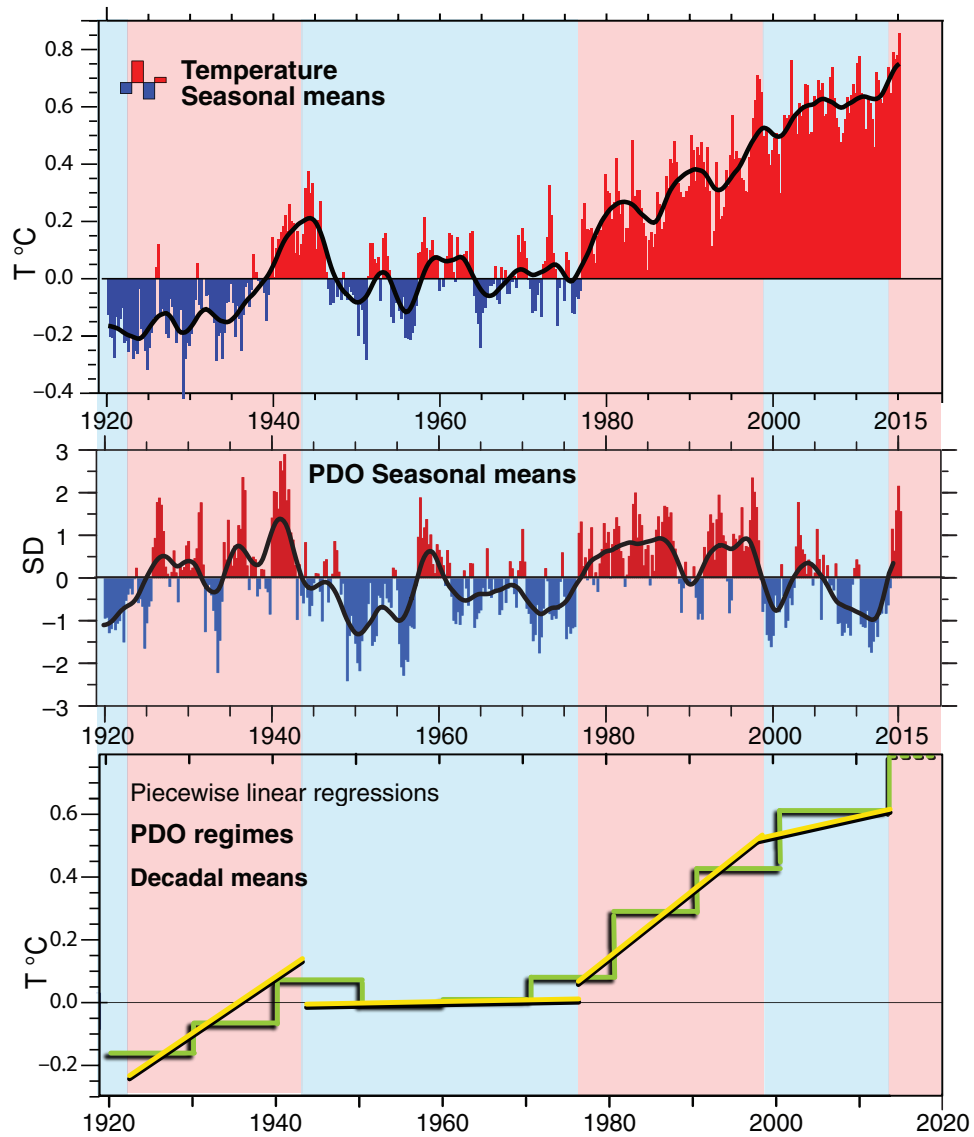 Temperature
Seasonal means
T °C
0.8
0.6
0.4
0.2
0.0
−0.2
−0.4
1920 1940 1960 1980 2000 2015
PDO Seasonal means
SD
3
2
1
0
−1
−2
−3
1920 1940 1960 1980 2000 2015
Piecewise linear regressions
PDO regimes
Decadal means
T °C
0.6
0.4
0.2
0.0
−0.2
1920 1940 1960 1980 2000 2020